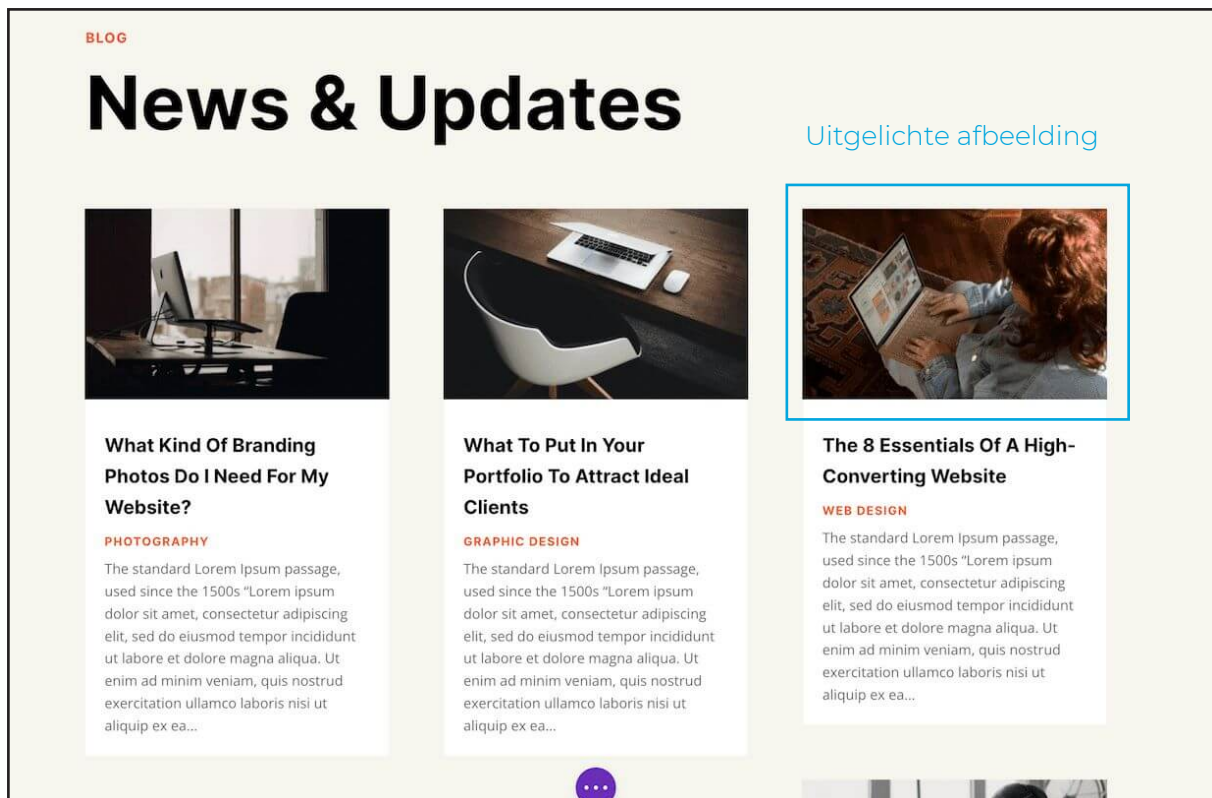 BLOG
News & Updates
Uitgelichte afbeelding
What Kind Of Branding
Photos Do I Need For My
Website?
PHOTOGRAPHY
The standard Lorem Ipsum passage,
used since the 1500s “Lorem ipsum
dolor sit amet, consectetur adipiscing
elit, sed do eiusmod tempor incididunt
ut labore et dolore magna aliqua. Ut
enim ad minim veniam, quis nostrud
exercitation ullamco laboris nisi ut
aliquip ex ea...
What To Put In Your
Portfolio To Attract Ideal
Clients
GRAPHIC DESIGN
The standard Lorem Ipsum passage,
used since the 1500s “Lorem ipsum
dolor sit amet, consectetur adipiscing
elit, sed do eiusmod tempor incididunt
ut labore et dolore magna aliqua. Ut
enim ad minim veniam, quis nostrud
exercitation ullamco laboris nisi ut
aliquip ex ea...
The 8 Essentials Of A High-
Converting Website
WEB DESIGN
The standard Lorem Ipsum passage,
used since the 1500s “Lorem ipsum
dolor sit amet, consectetur adipiscing
elit, sed do eiusmod tempor incididunt
ut labore et dolore magna aliqua. Ut
enim ad minim veniam, quis nostrud
exercitation ullamco laboris nisi ut
aliquip ex ea...